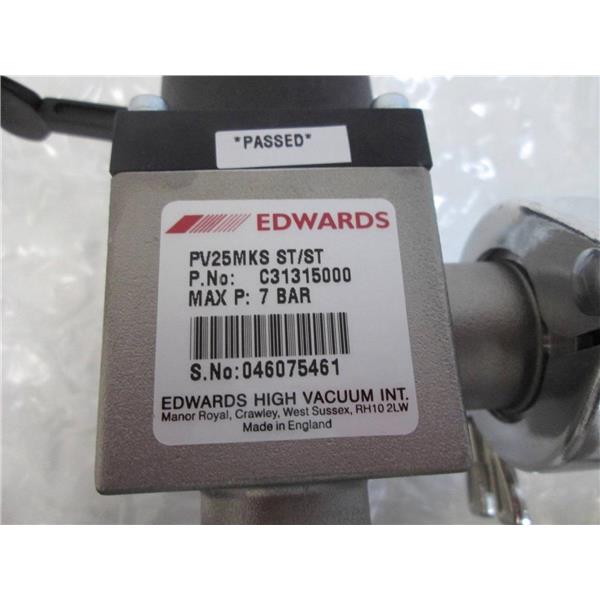 *PASSED*
EDWARDS
PV25MKS ST/ST
P.No: C31315000
MAX P: 7 BAR
S.No:046075461
EDWARDS HIGH VACUUM INT.
Manor Royal, Crawley, West Sussex, RH10 2LW
Made in England